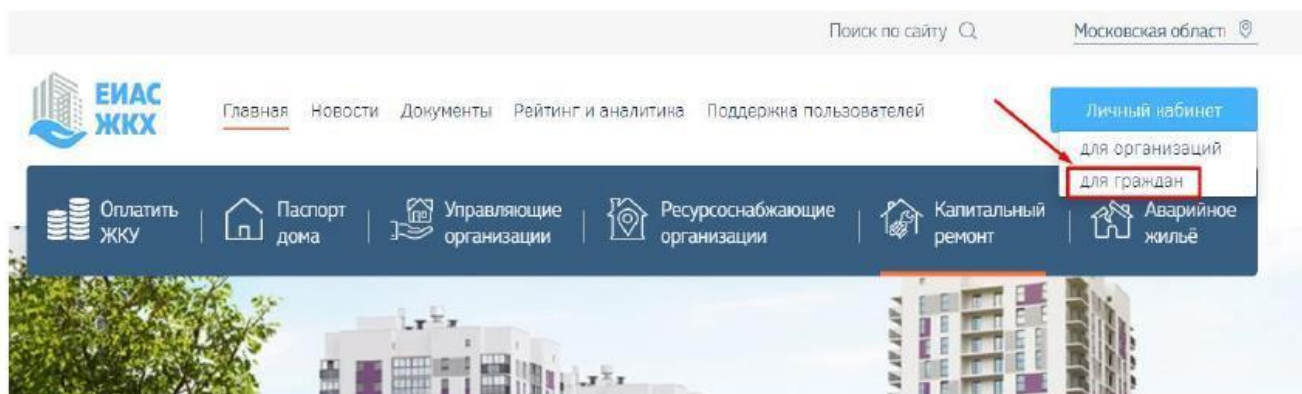 Поиск по сайту
Московская област
ЕИАС
ЖКХ
Главная Новости Документы Рейтинг и аналитика Поддержка пользователей
Личный кабинет
для организаций
для граждан
Оплатить
ЖКУ
Паспорт
дома
Управляющие
организации
Ресурсоснабжающие
организации
Капитальный
ремонт
Аварийное
жильё